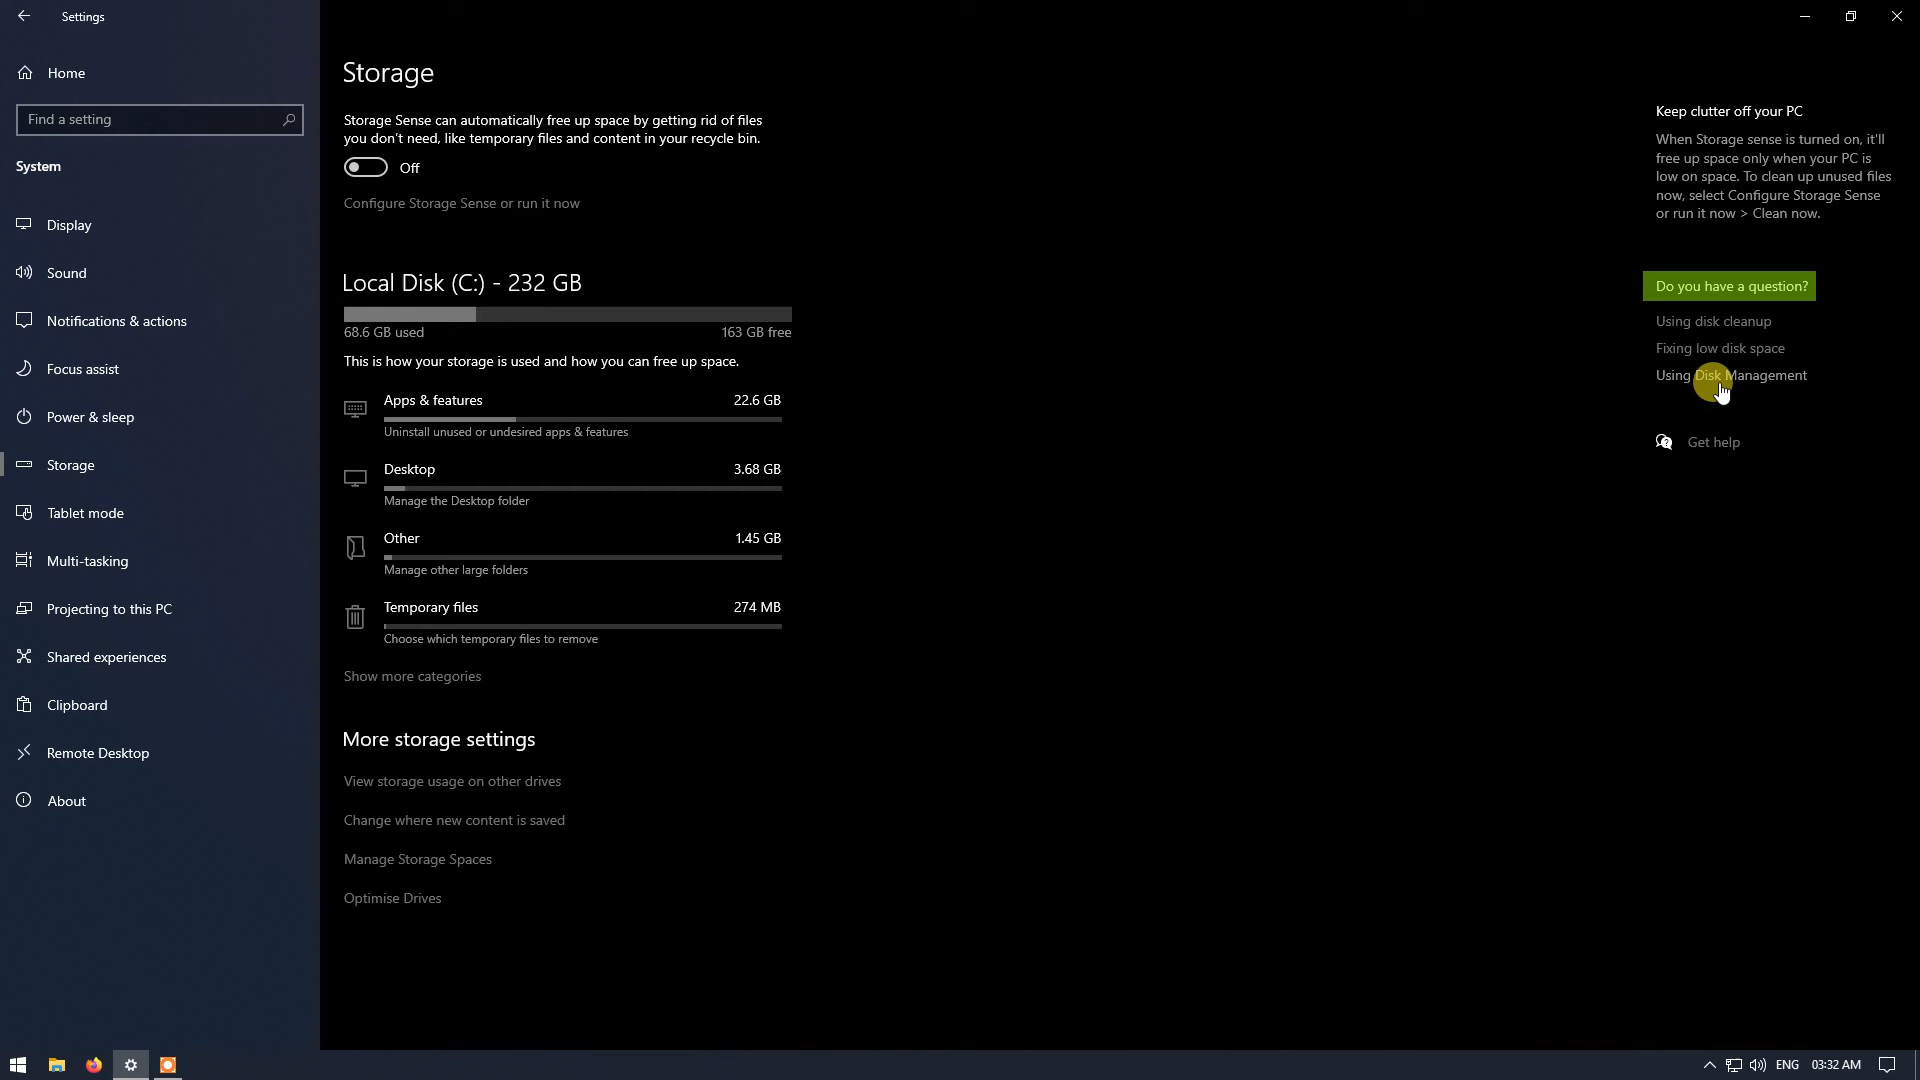 Settings
Home
Find a setting
System
Display
Sound
Notifications & actions
Focus assist
Power & sleep
Storage
Tablet mode
Multi-tasking
Projecting to this PC
Shared experiences
Clipboard
Remote Desktop
About
Storage
Storage Sense can automatically free up space by getting rid of files
you don't need, like temporary files and content in your recycle bin.
Off
Configure Storage Sense or run it now
Local Disk (C:) - 232 GB
68.6 GB used 163 GB free
This is how your storage is used and how you can free up space.
Apps & features 22.6 GB
Uninstall unused or undesired apps & features
Desktop 3.68 GB
Manage the Desktop folder
Other 1.45 GB
Manage other large folders
Temporary files 274 MB
Choose which temporary files to remove
Show more categories
More storage settings
View storage usage on other drives
Change where new content is saved
Manage Storage Spaces
Optimise Drives
Keep clutter off your PC
When Storage sense is turned on, it'll
free up space only when your PC is
low on space. To clean up unused files
now, select Configure Storage Sense
or run it now > Clean now.
Do you have a question?
Using disk cleanup
Fixing low disk space
Using Disk Management
Get help
ENG 03:32 AM